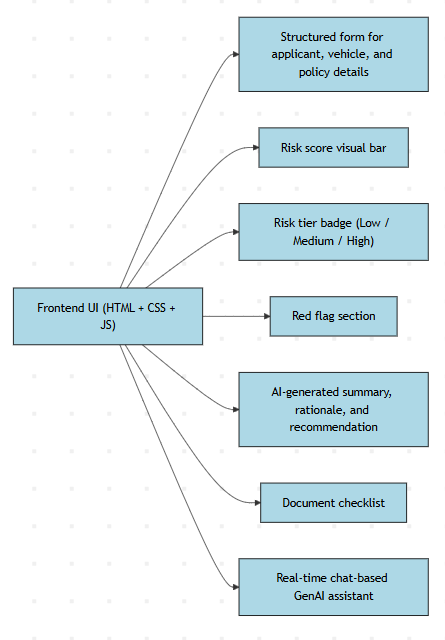 Structured form for
applicant, vehicle, and
policy details
Risk score visual bar
Risk tier badge (Low /
Medium / High)
Frontend UI (HTML + CSS +
JS)
Red flag section
AI-generated summary,
rationale, and
recommendation
Document checklist
Real-time chat-based
GenAI assistant